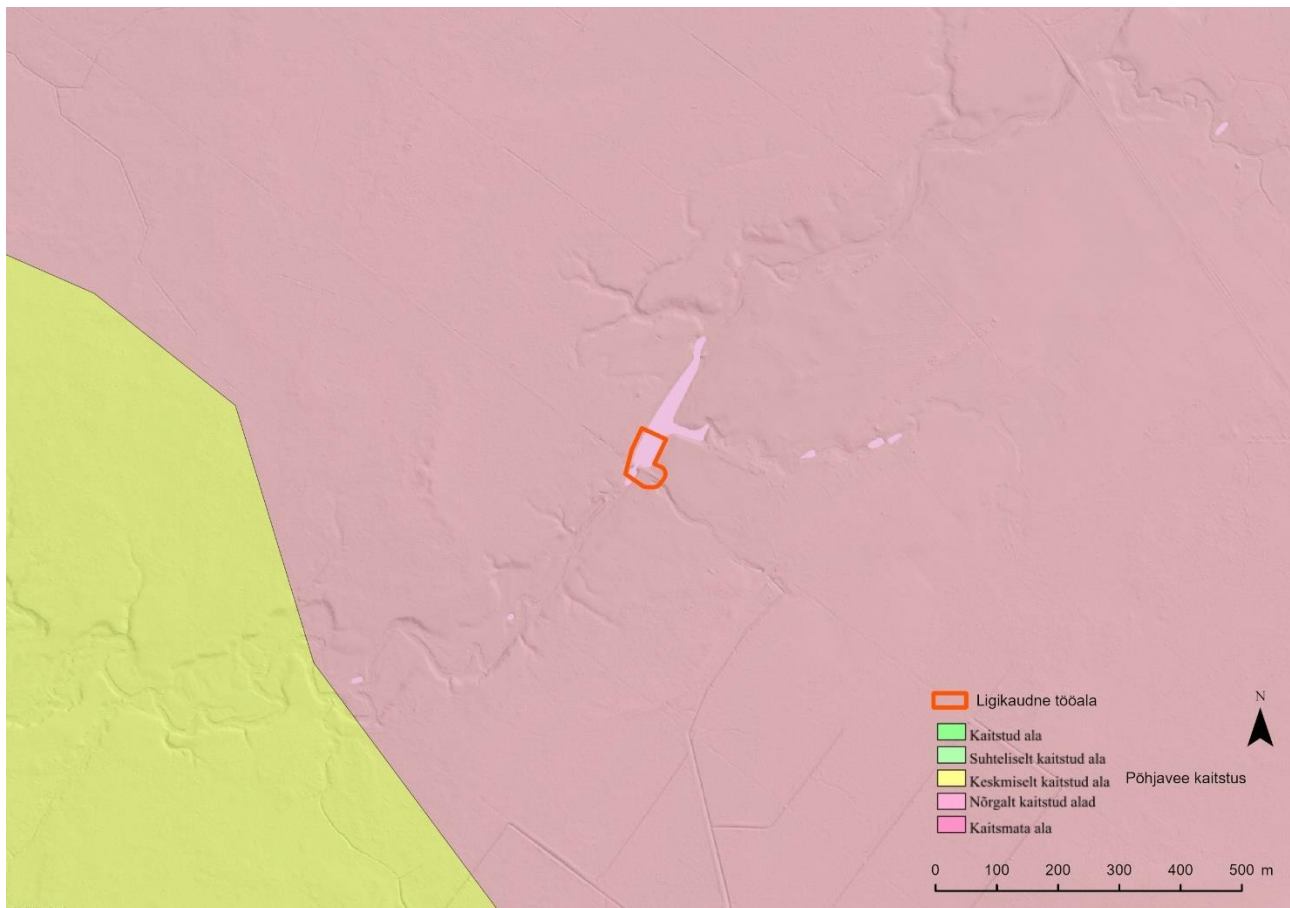 Ligikaudne tööala
N
Kaitstud ala
Suhteliselt kaitstud ala
Keskmiselt kaitstud ala
Põhjavee kaitstus
Nõrgalt kaitstud alad
Kaitsmata ala
0 100 200 300 400 500 m